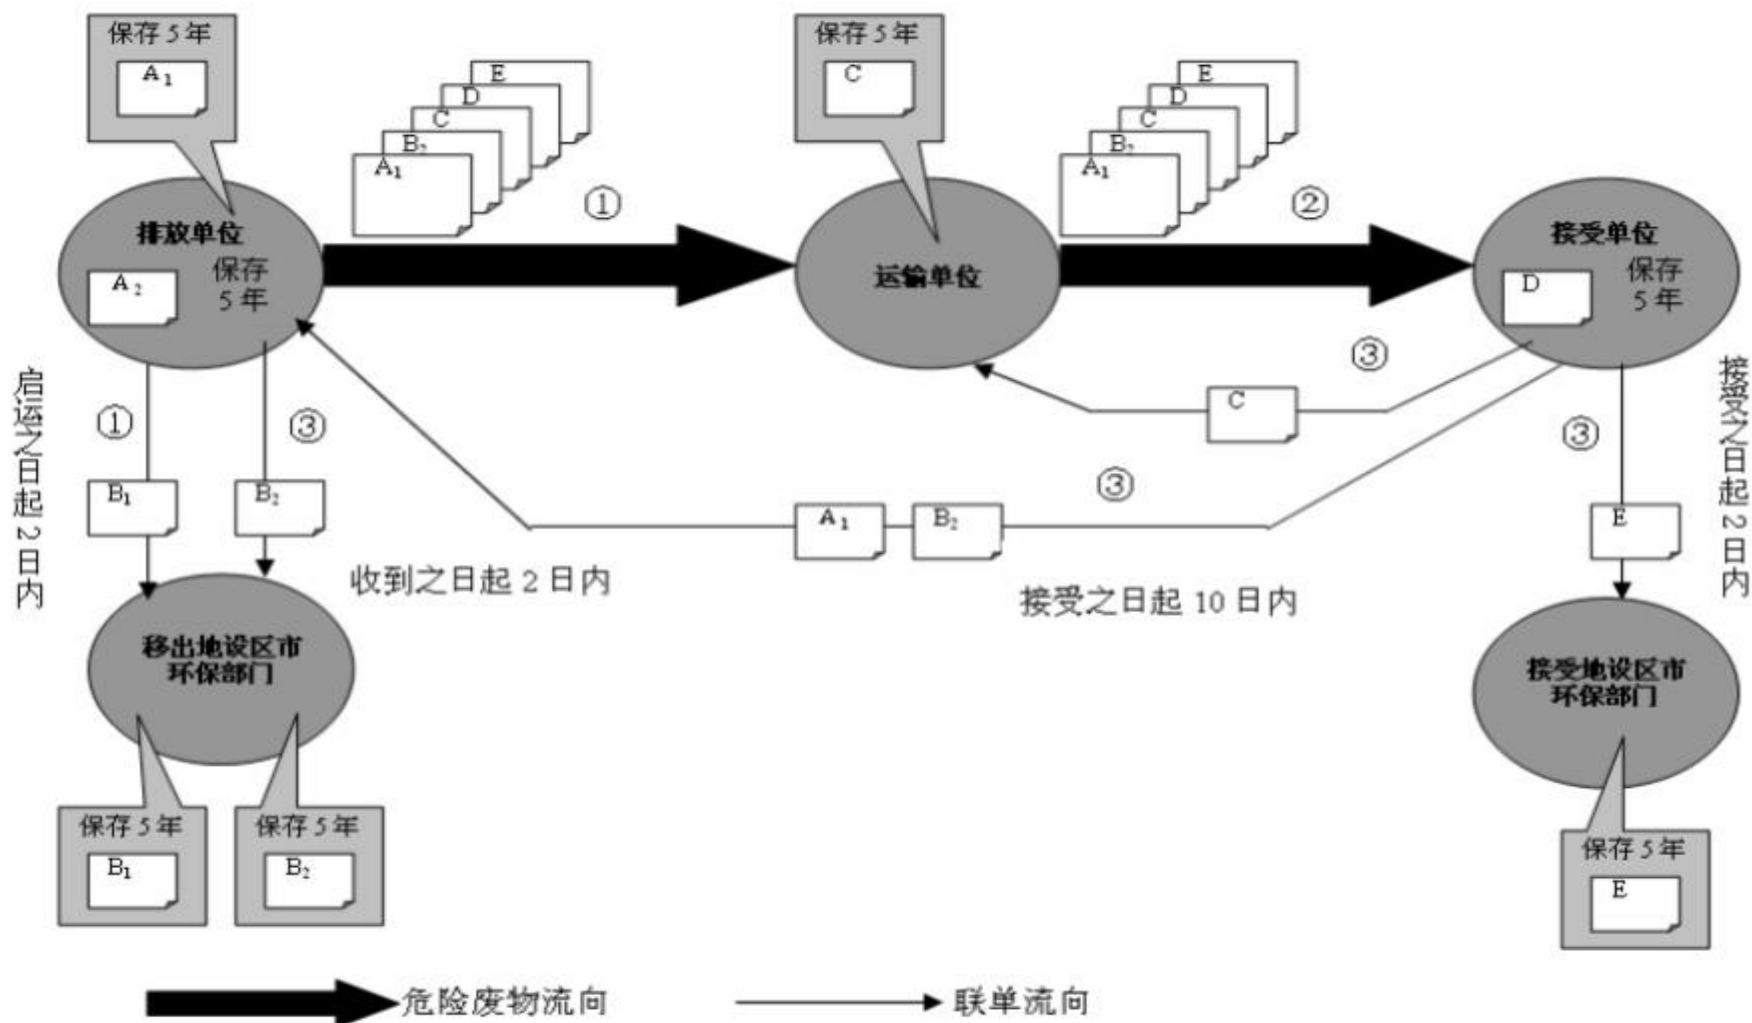 保存 5 年
A₁
E
D
C
B₂
A₁
①
保存 5 年
C
E
D
C
B₂
A₁
②
排放单位
A₂
保存
5 年
运输单位
接受单位
D
保存
5 年
启运之日起2日内
①
B₁
③
B₂
③
C
③
A₁
B₂
③
E
接受之日起2日内
收到之日起 2 日内
接受之日起 10 日内
移出地设区市
环保部门
接受地设区市
环保部门
保存 5 年
B₁
保存 5 年
B₂
保存 5 年
E
危险废物流向
联单流向